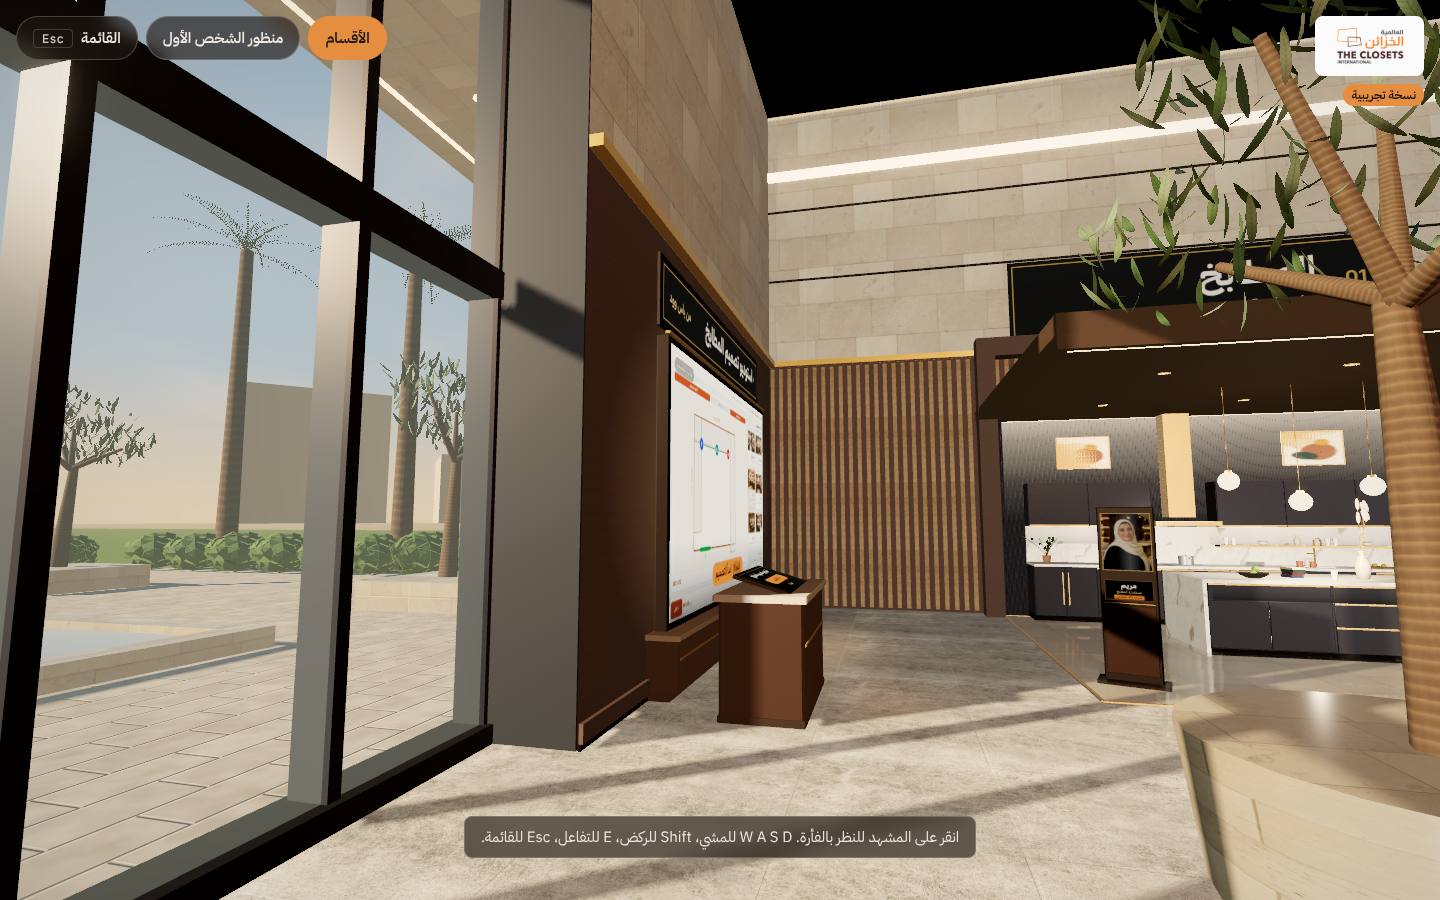 القائمة Esc
منظور الشخص الأول
الأقسام
العالمية
الخزائن
THE CLOSETS
INTERNATIONAL
نسخة تجريبية
01
استوديو تصميم المطابخ
مريم
انقر على المشهد للنظر بالفأرة. W A S D للمشي، Shift للركض، E للتفاعل، Esc للقائمة.